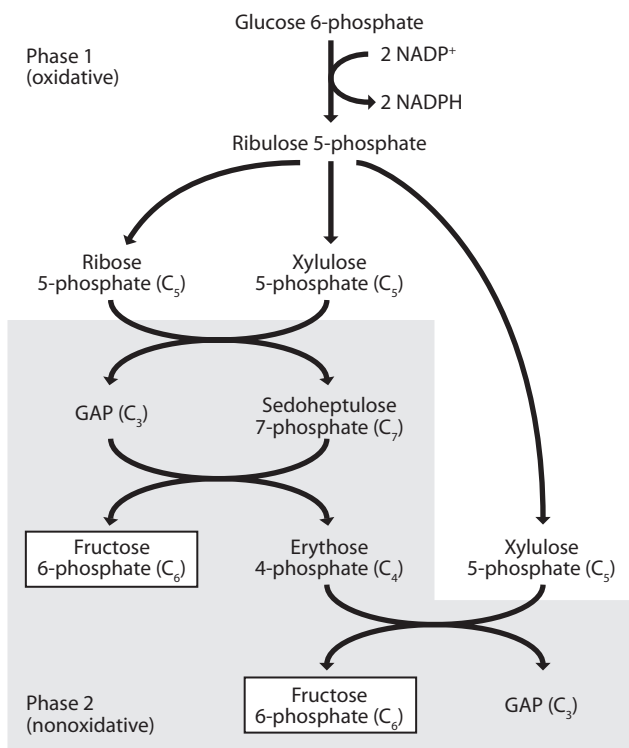 Glucose 6-phosphate
Phase 1
(oxidative)
2 NADP⁺
2 NADPH
Ribulose 5-phosphate
Ribose
5-phosphate (C₅)
Xylulose
5-phosphate (C₅)
GAP (C₃)
Sedoheptulose
7-phosphate (C₇)
Fructose
6-phosphate (C₆)
Erythose
4-phosphate (C₄)
Xylulose
5-phosphate (C₅)
Phase 2
(nonoxidative)
Fructose
6-phosphate (C₆)
GAP (C₃)